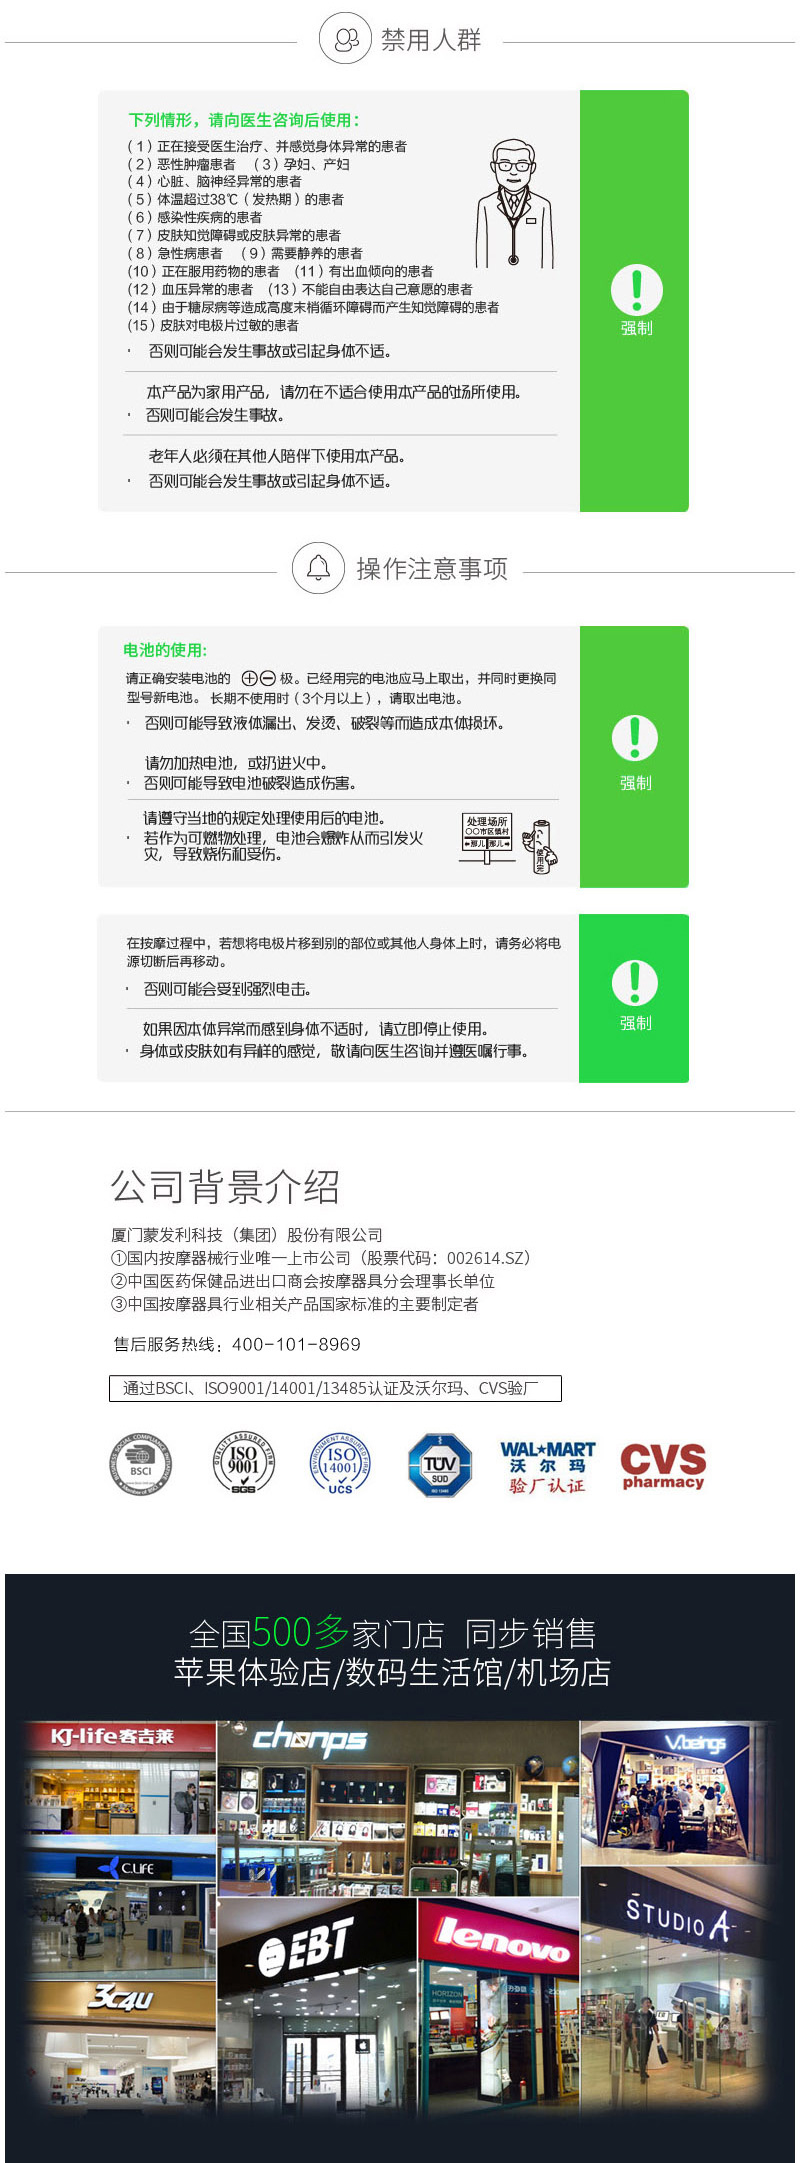 禁用人群
下列情形，请向医生咨询后使用：
（1）正在接受医生治疗、并感觉身体异常的患者
（2）恶性肿瘤患者 （3）孕妇、产妇
（4）心脏、脑神经异常的患者
（5）体温超过38℃（发热期）的患者
（6）感染性疾病的患者
（7）皮肤知觉障碍或皮肤异常的患者
（8）急性病患者 （9）需要静养的患者
(10）正在服用药物的患者 (11）有出血倾向的患者
(12）血压异常的患者 (13）不能自由表达自己意愿的患者
(14）由于糖尿病等造成高度末梢循环障碍而产生知觉障碍的患者
(15）皮肤对电极片过敏的患者
· 否则可能会发生事故或引起身体不适。
强制
本产品为家用产品，请勿在不适合使用本产品的场所使用。
· 否则可能会发生事故。
老年人必须在其他人陪伴下使用本产品。
· 否则可能会发生事故或引起身体不适。
操作注意事项
电池的使用:
请正确安装电池的 ⊕⊖极。已经用完的电池应马上取出，并同时更换同
型号新电池。 长期不使用时（3个月以上），请取出电池。
· 否则可能导致液体漏出、发烫、破裂等而造成本体损坏。
请勿加热电池，或扔进火中。
· 否则可能导致电池破裂造成伤害。
强制
请遵守当地的规定处理使用后的电池。
· 若作为可燃物处理，电池会爆炸从而引发火
灾，导致烧伤和受伤。
处理场所
〇〇市区镇村
那儿 那儿
使用完
在按摩过程中，若想将电极片移到别的部位或其他人身体上时，请务必将电
源切断后再移动。
· 否则可能会受到强烈电击。
强制
如果因本体异常而感到身体不适时，请立即停止使用。
· 身体或皮肤如有异样的感觉，敬请向医生咨询并遵医嘱行事。
公司背景介绍
厦门蒙发利科技（集团）股份有限公司
①国内按摩器械行业唯一上市公司（股票代码：002614.SZ）
②中国医药保健品进出口商会按摩器具分会理事长单位
③中国按摩器具行业相关产品国家标准的主要制定者
售后服务热线：400-101-8969
通过BSCI、ISO9001/14001/13485认证及沃尔玛、CVS验厂
BSCI
QUALITY ASSURED FIRM
ISO
9001
SGS
ENVIRONMENT ASSURED FIRM
ISO
14001
UCS
TÜV
SÜD
ISO 13485
WAL★MART
沃尔玛
验厂认证
CVS
pharmacy
全国500多家门店 同步销售
苹果体验店/数码生活馆/机场店
KJ-life客吉莱
chonps
V.beings
C.LIFE
STUDIO A
EBT
lenovo
HORIZON
3C4U